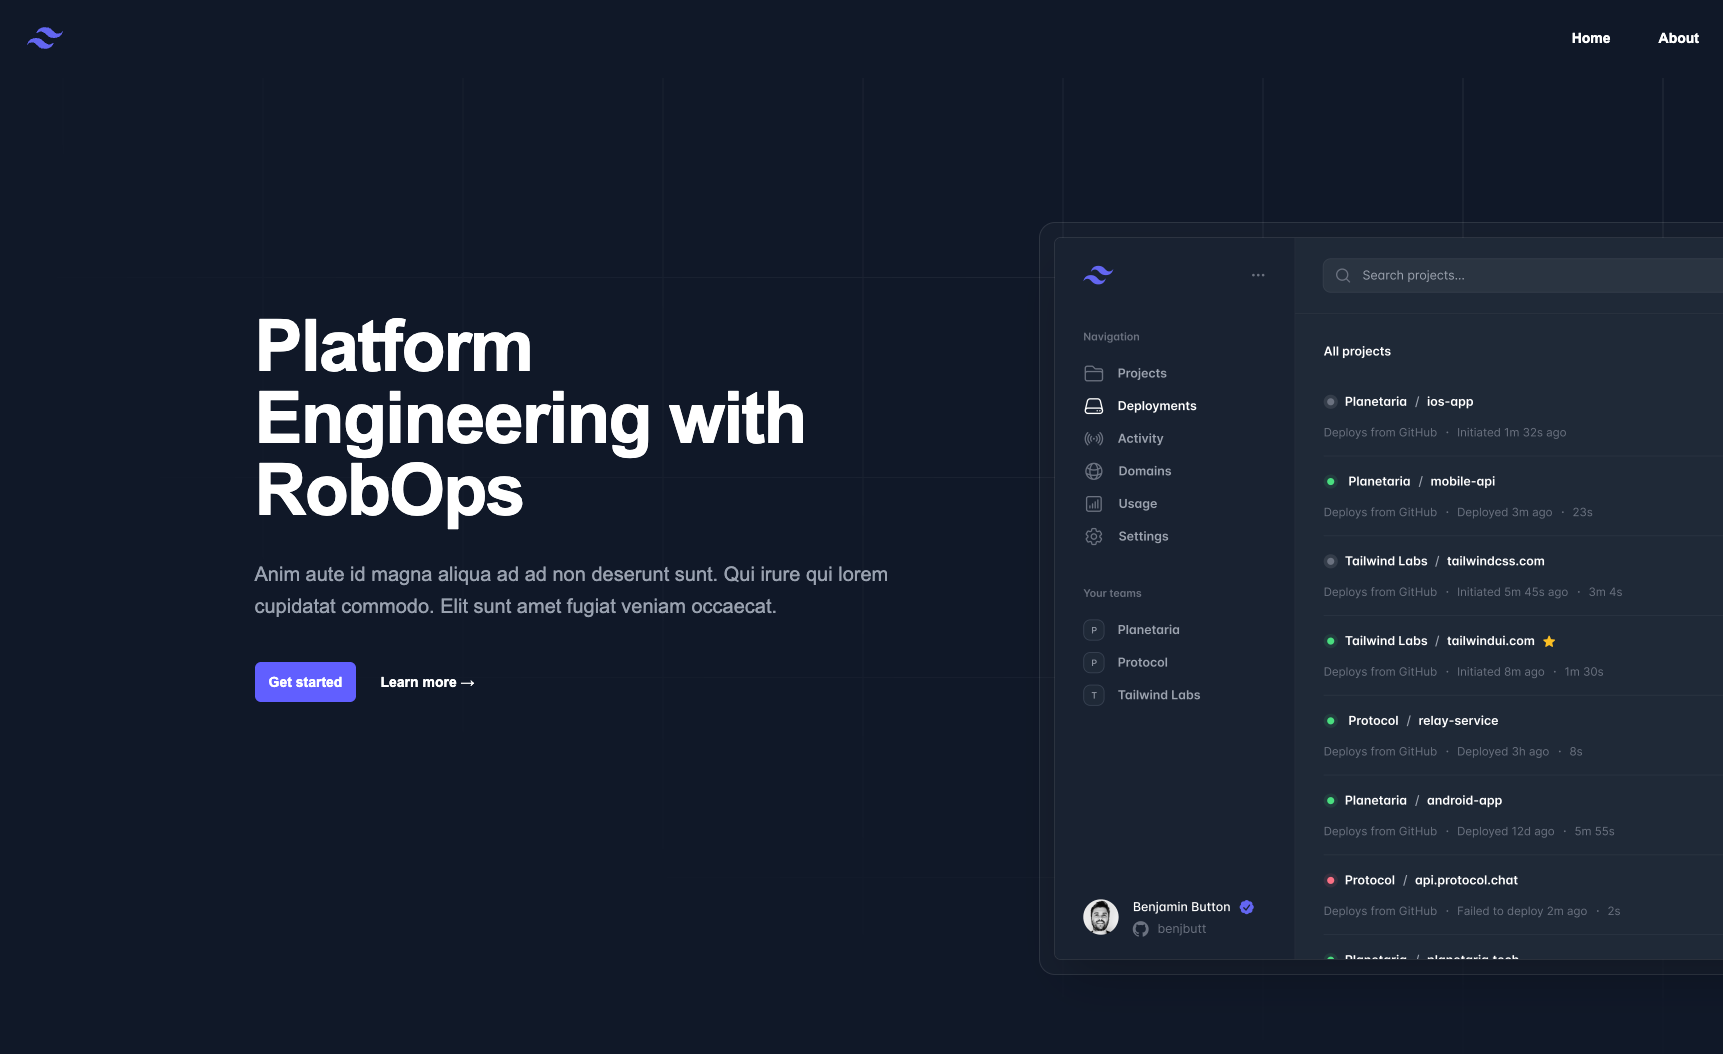 Home
About
Platform
Engineering with
RobOps
Anim aute id magna aliqua ad ad non deserunt sunt. Qui irure qui lorem
cupidatat commodo. Elit sunt amet fugiat veniam occaecat.
Get started
Learn more →
Navigation
Projects
Deployments
Activity
Domains
Usage
Settings
Your teams
P Planetaria
P Protocol
T Tailwind Labs
Benjamin Button
benjbutt
Search projects...
All projects
Planetaria / ios-app
Deploys from GitHub · Initiated 1m 32s ago
Planetaria / mobile-api
Deploys from GitHub · Deployed 3m ago · 23s
Tailwind Labs / tailwindcss.com
Deploys from GitHub · Initiated 5m 45s ago · 3m 4s
Tailwind Labs / tailwindui.com
Deploys from GitHub · Initiated 8m ago · 1m 30s
Protocol / relay-service
Deploys from GitHub · Deployed 3h ago · 8s
Planetaria / android-app
Deploys from GitHub · Deployed 12d ago · 5m 55s
Protocol / api.protocol.chat
Deploys from GitHub · Failed to deploy 2m ago · 2s
Planetaria / planetaria.tech